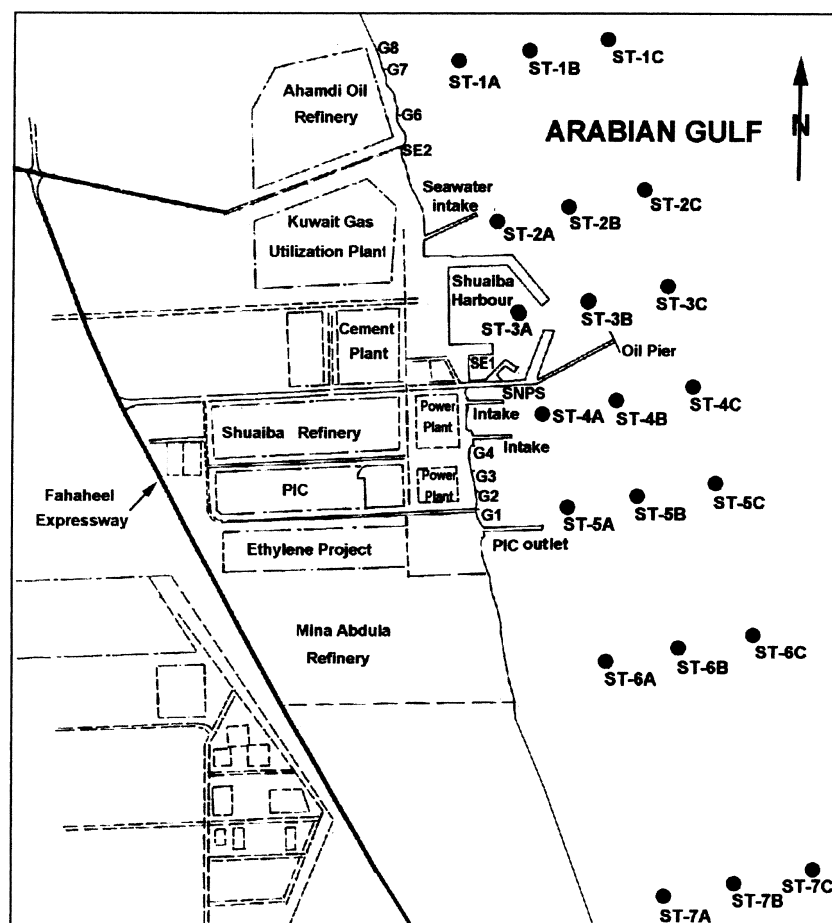 G8
G7
ST-1A
ST-1B
ST-1C
Ahamdi Oil
Refinery
G6
ARABIAN GULF
N
SE2
Seawater
intake
ST-2A
ST-2B
ST-2C
Kuwait Gas
Utilization Plant
Shuaiba
Harbour
ST-3A
ST-3B
ST-3C
Cement
Plant
Oil Pier
SE1
SNPS
Power
Plant
Intake
ST-4A
ST-4B
ST-4C
Shuaiba Refinery
Intake
G4
G3
Fahaheel
Expressway
PIC
Power
Plant
G2
G1
ST-5A
ST-5B
ST-5C
Ethylene Project
PIC outlet
Mina Abdula
Refinery
ST-6A
ST-6B
ST-6C
ST-7A
ST-7B
ST-7C